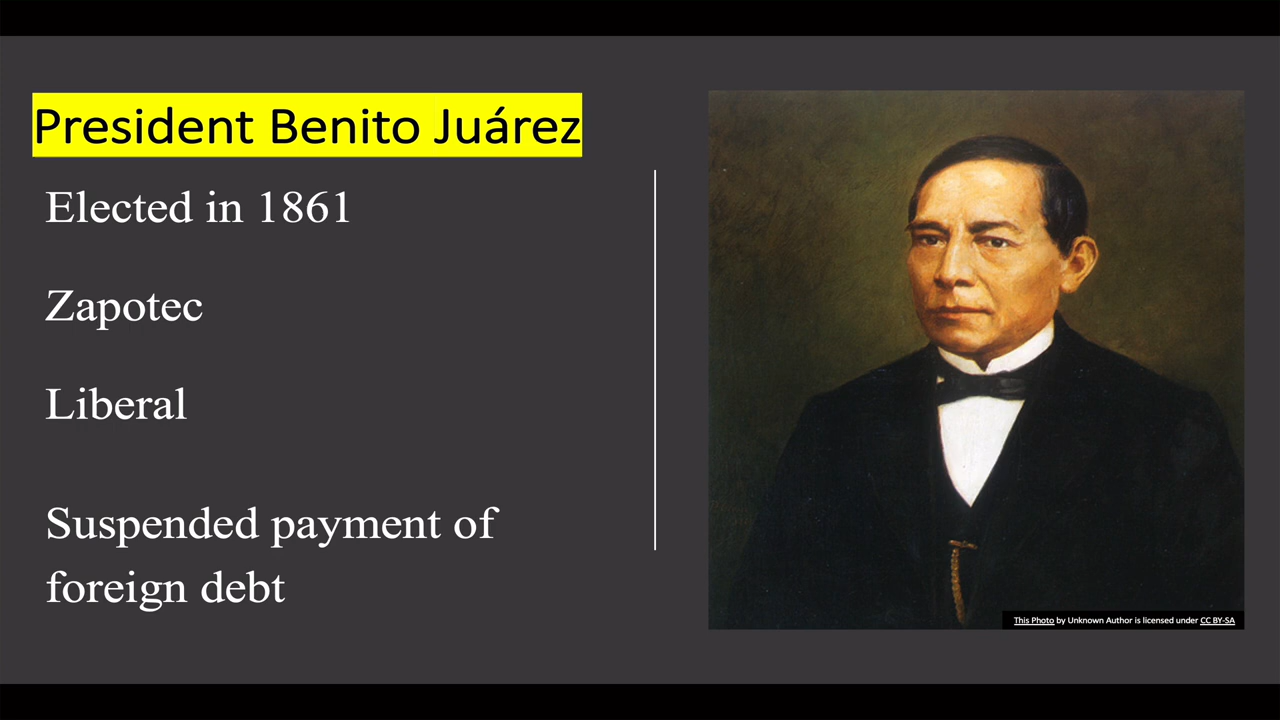 President Benito Juárez
Elected in 1861
Zapotec
Liberal
Suspended payment of
foreign debt
This Photo by Unknown Author is licensed under CC BY-SA